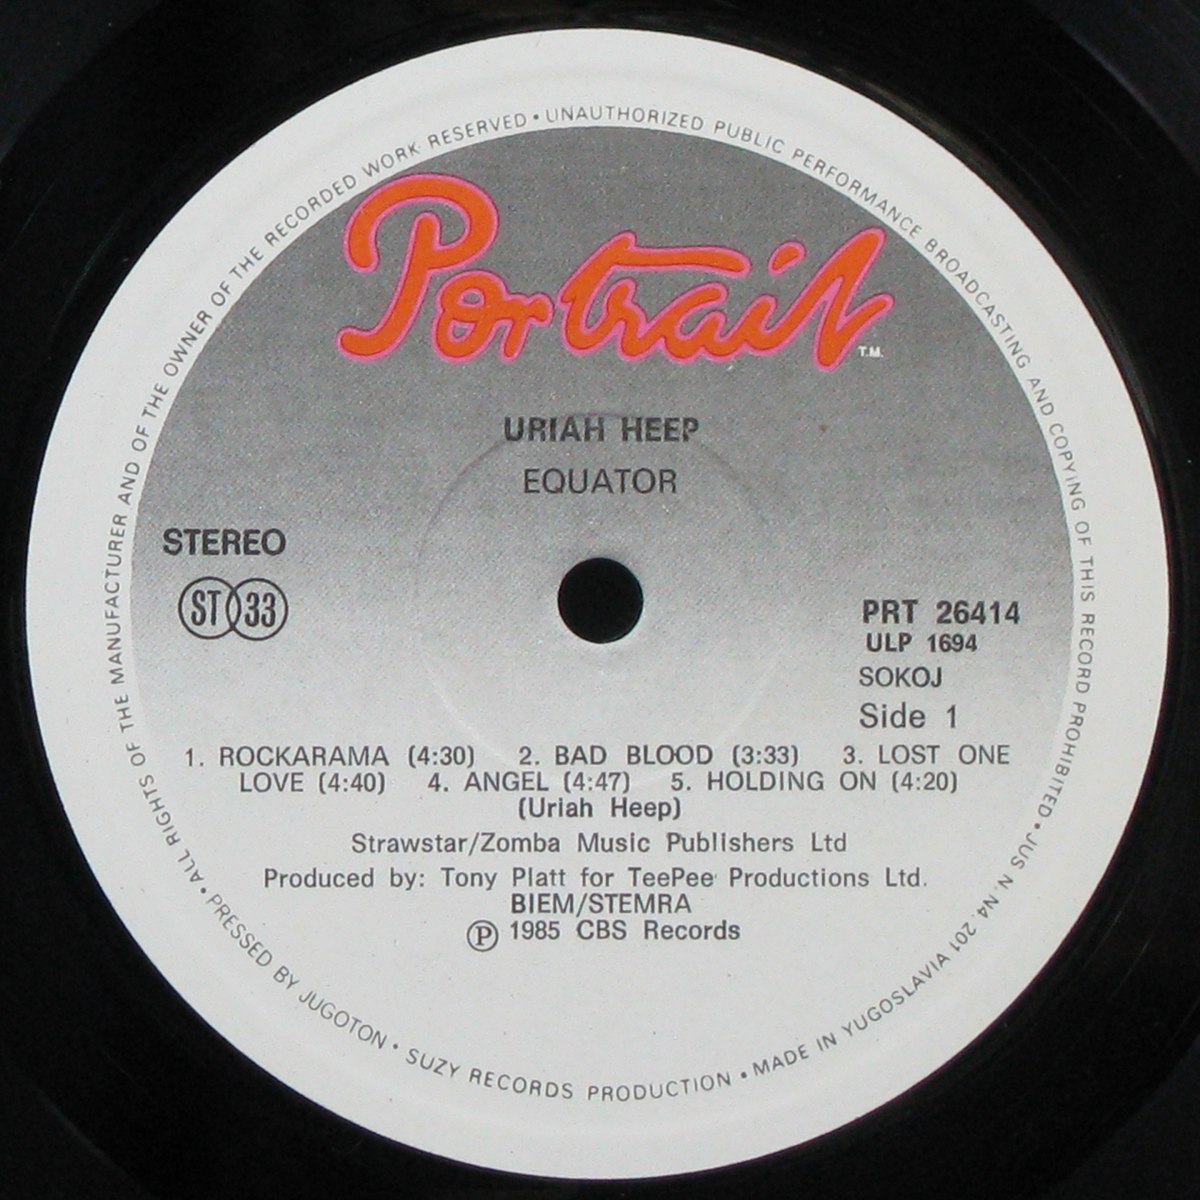 Portrait T.M.
URIAH HEEP
EQUATOR
STEREO
ST 33
PRT 26414
ULP 1694
SOKOJ
Side 1
1. ROCKARAMA (4:30) 2. BAD BLOOD (3:33) 3. LOST ONE
LOVE (4:40) 4. ANGEL (4:47) 5. HOLDING ON (4:20)
(Uriah Heep)
Strawstar/Zomba Music Publishers Ltd
Produced by: Tony Platt for TeePee Productions Ltd.
BIEM/STEMRA
Ⓟ 1985 CBS Records
• ALL RIGHTS OF THE MANUFACTURER AND OF THE OWNER OF THE RECORDED WORK RESERVED • UNAUTHORIZED PUBLIC PERFORMANCE BROADCASTING AND COPYING OF THIS RECORD PROHIBITED • JUS N. N4. 201
PRESSED BY JUGOTON • SUZY RECORDS PRODUCTION • MADE IN YUGOSLAVIA